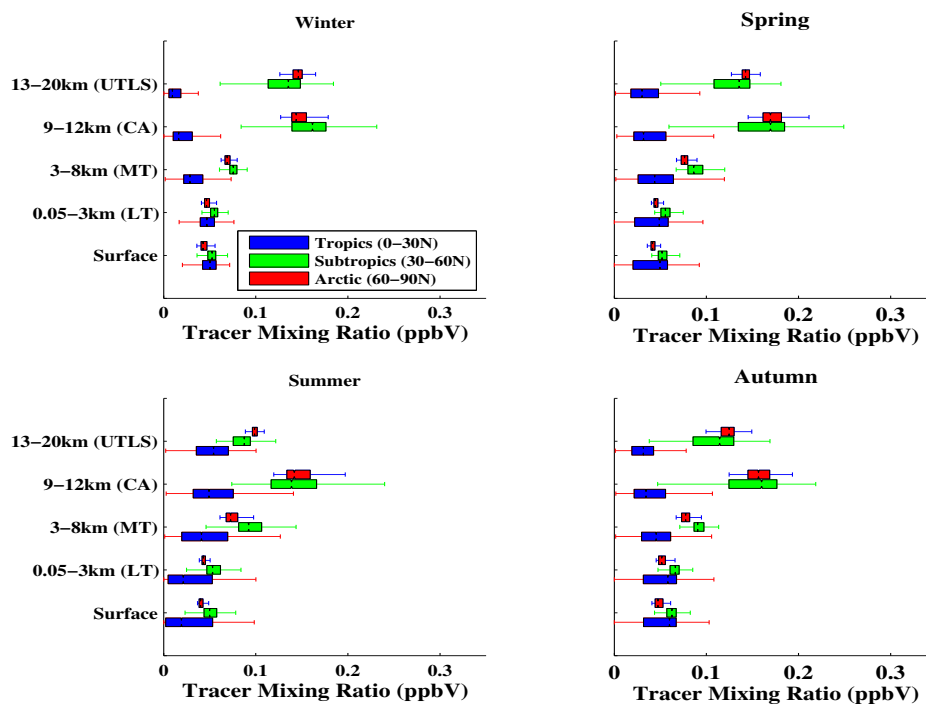 Winter
Spring
13−20km (UTLS)
9−12km (CA)
3−8km (MT)
0.05−3km (LT)
Surface
Tropics (0−30N)
Subtropics (30−60N)
Arctic (60−90N)
0 0.1 0.2 0.3
Tracer Mixing Ratio (ppbV)
0 0.1 0.2 0.3
Tracer Mixing Ratio (ppbV)
Summer
Autumn
13−20km (UTLS)
9−12km (CA)
3−8km (MT)
0.05−3km (LT)
Surface
0 0.1 0.2 0.3
Tracer Mixing Ratio (ppbV)
0 0.1 0.2 0.3
Tracer Mixing Ratio (ppbV)